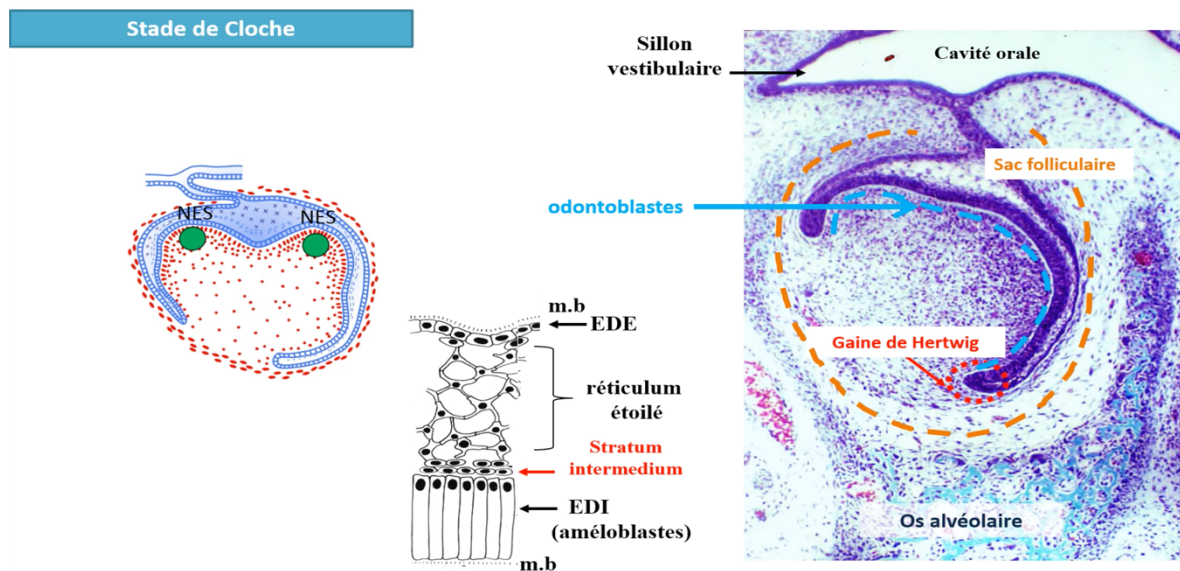 Stade de Cloche
NES
NES
m.b
EDE
réticulum
étoilé
Stratum
intermedium
EDI
(améloblastes)
m.b
Sillon
vestibulaire
Cavité orale
Sac folliculaire
odontoblastes
Gaine de Hertwig
Os alvéolaire